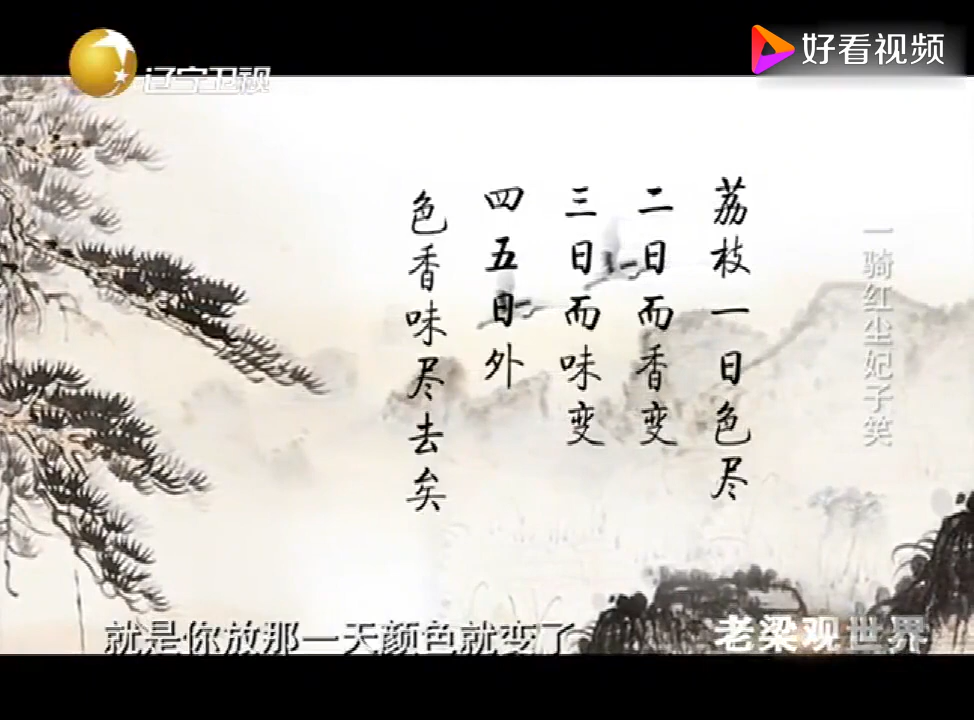 辽宁卫视
好看视频
荔枝一日色尽
二日而香变
三日而味变
四五日外
色香味尽去矣
一骑红尘妃子笑
就是你放那一天颜色就变了
老梁观世界